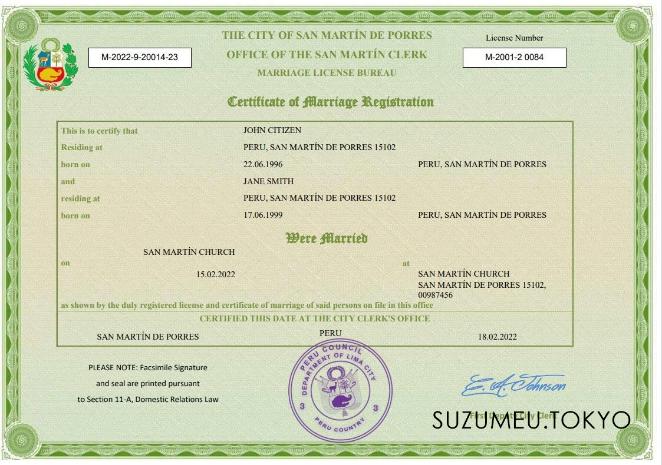 THE CITY OF SAN MARTÍN DE PORRES
License Number
M-2022-9-20014-23
OFFICE OF THE SAN MARTÍN CLERK
M-2001-2 0084
MARRIAGE LICENSE BUREAU
Certificate of Marriage Registration
This is to certify that JOHN CITIZEN
Residing at PERU, SAN MARTÍN DE PORRES 15102
born on 22.06.1996 PERU, SAN MARTÍN DE PORRES
and JANE SMITH
residing at PERU, SAN MARTÍN DE PORRES 15102
born on 17.06.1999 PERU, SAN MARTÍN DE PORRES
Were Married
SAN MARTÍN CHURCH
on at
15.02.2022 SAN MARTÍN CHURCH
SAN MARTÍN DE PORRES 15102,
00987456
as shown by the duly registered license and certificate of marriage of said persons on file in this office
CERTIFIED THIS DATE AT THE CITY CLERK'S OFFICE
SAN MARTÍN DE PORRES PERU 18.02.2022
PLEASE NOTE: Facsimile Signature
and seal are printed pursuant
to Section 11-A, Domestic Relations Law
PERU COUNCIL
DEPARTMENT OF LIMA CITY
3 3
PERU COUNTRY
E. A. Johnson
SUZUMEU.TOKYO